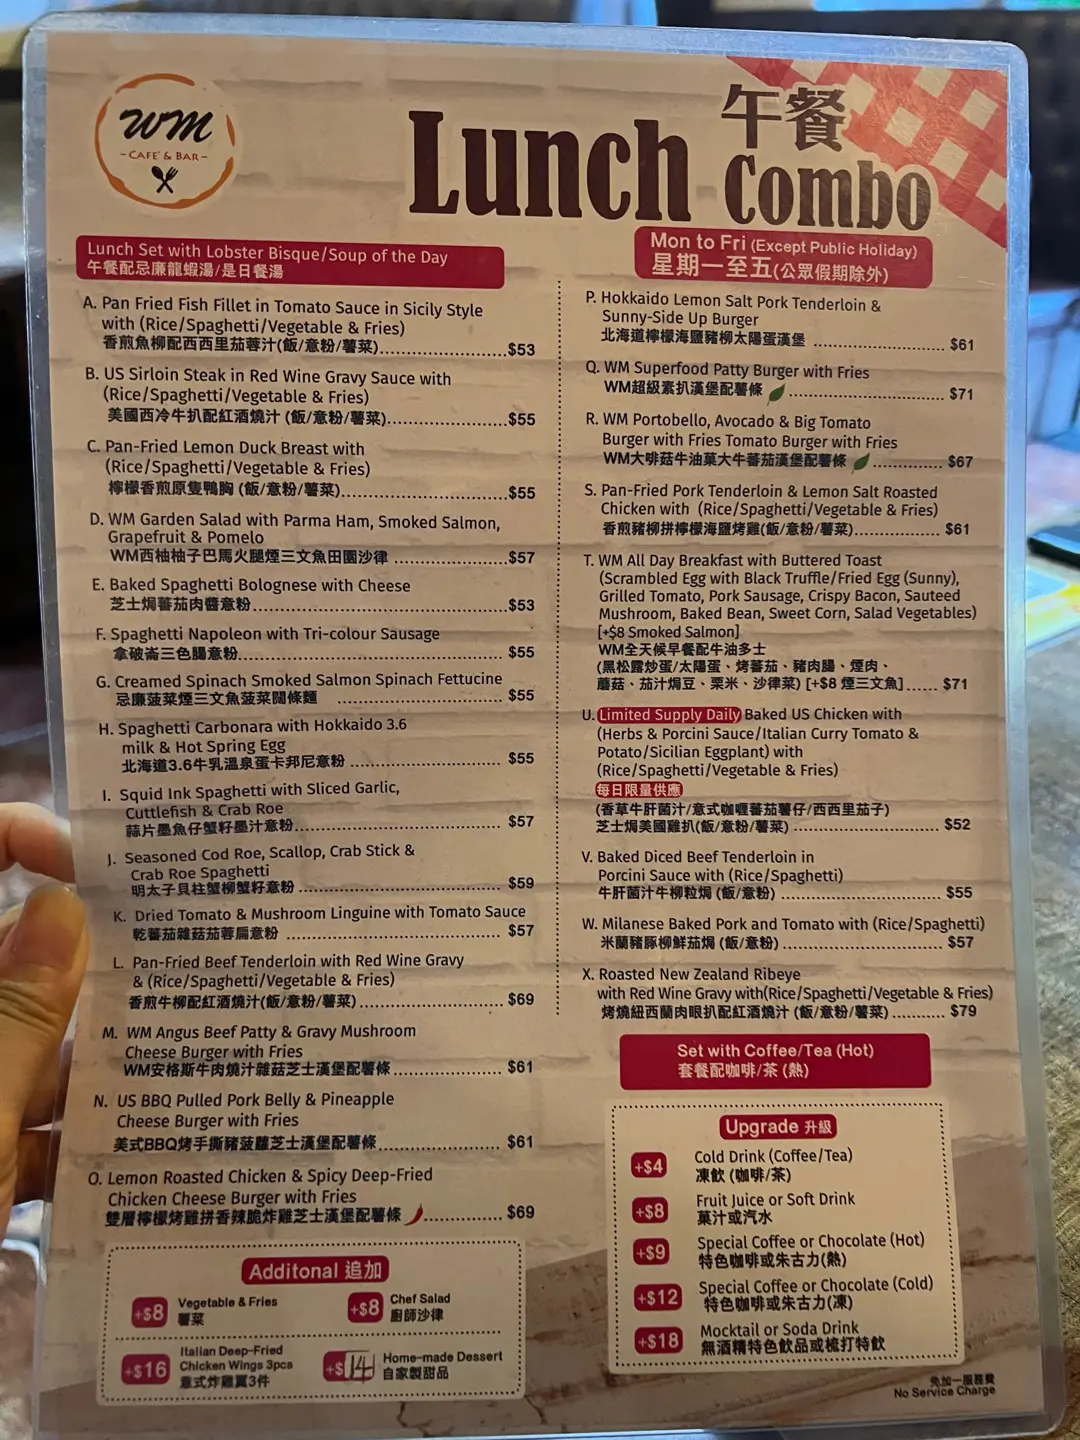 WM
- CAFE' & BAR -
午餐
Lunch Combo
Lunch Set with Lobster Bisque/Soup of the Day
午餐配忌廉龍蝦湯/是日餐湯
Mon to Fri (Except Public Holiday)
星期一至五(公眾假期除外)
A. Pan Fried Fish Fillet in Tomato Sauce in Sicily Style
with (Rice/Spaghetti/Vegetable & Fries)
香煎魚柳配西西里茄蓉汁(飯/意粉/薯菜)..................$53
B. US Sirloin Steak in Red Wine Gravy Sauce with
(Rice/Spaghetti/Vegetable & Fries)
美國西冷牛扒配紅酒燒汁 (飯/意粉/薯菜)..................$55
C. Pan-Fried Lemon Duck Breast with
(Rice/Spaghetti/Vegetable & Fries)
檸檬香煎原隻鴨胸 (飯/意粉/薯菜)........................$55
D. WM Garden Salad with Parma Ham, Smoked Salmon,
Grapefruit & Pomelo
WM西柚柚子巴馬火腿煙三文魚田園沙律 ................$57
E. Baked Spaghetti Bolognese with Cheese
芝士焗蕃茄肉醬意粉....................................$53
F. Spaghetti Napoleon with Tri-colour Sausage
拿破崙三色腸意粉......................................$55
G. Creamed Spinach Smoked Salmon Spinach Fettucine
忌廉菠菜煙三文魚菠菜闊條麵 ........................$55
H. Spaghetti Carbonara with Hokkaido 3.6
milk & Hot Spring Egg
北海道3.6牛乳溫泉蛋卡邦尼意粉 ......................$55
I. Squid Ink Spaghetti with Sliced Garlic,
Cuttlefish & Crab Roe
蒜片墨魚仔蟹籽墨汁意粉.............................. $57
J. Seasoned Cod Roe, Scallop, Crab Stick &
Crab Roe Spaghetti
明太子貝柱蟹柳蟹籽意粉 ............................. $59
K. Dried Tomato & Mushroom Linguine with Tomato Sauce
乾蕃茄雜菇茄蓉扁意粉 ............................... $57
L. Pan-Fried Beef Tenderloin with Red Wine Gravy
& (Rice/Spaghetti/Vegetable & Fries)
香煎牛柳配紅酒燒汁(飯/意粉/薯菜)..................... $69
M. WM Angus Beef Patty & Gravy Mushroom
Cheese Burger with Fries
WM安格斯牛肉燒汁雜菇芝士漢堡配薯條................ $61
N. US BBQ Pulled Pork Belly & Pineapple
Cheese Burger with Fries
美式BBQ烤手撕豬菠蘿芝士漢堡配薯條.................. $61
O. Lemon Roasted Chicken & Spicy Deep-Fried
Chicken Cheese Burger with Fries
雙層檸檬烤雞拼香辣脆炸雞芝士漢堡配薯條 ............ $69
P. Hokkaido Lemon Salt Pork Tenderloin &
Sunny-Side Up Burger
北海道檸檬海鹽豬柳太陽蛋漢堡 ...................... $61
Q. WM Superfood Patty Burger with Fries
WM超級素扒漢堡配薯條 .............................. $71
R. WM Portobello, Avocado & Big Tomato
Burger with Fries Tomato Burger with Fries
WM大啡菇牛油菓大牛蕃茄漢堡配薯條 ............. $67
S. Pan-Fried Pork Tenderloin & Lemon Salt Roasted
Chicken with (Rice/Spaghetti/Vegetable & Fries)
香煎豬柳拼檸檬海鹽烤雞(飯/意粉/薯菜)................ $61
T. WM All Day Breakfast with Buttered Toast
(Scrambled Egg with Black Truffle/Fried Egg (Sunny),
Grilled Tomato, Pork Sausage, Crispy Bacon, Sauteed
Mushroom, Baked Bean, Sweet Corn, Salad Vegetables)
[+$8 Smoked Salmon]
WM全天候早餐配牛油多士
(黑松露炒蛋/太陽蛋、烤蕃茄、豬肉腸、煙肉、
蘑菇、茄汁焗豆、栗米、沙律菜) [+$8 煙三文魚]...... $71
U. Limited Supply Daily Baked US Chicken with
(Herbs & Porcini Sauce/Italian Curry Tomato &
Potato/Sicilian Eggplant) with
(Rice/Spaghetti/Vegetable & Fries)
每日限量供應
(香草牛肝菌汁/意式咖喱蕃茄薯仔/西西里茄子)
芝士焗美國雞扒(飯/意粉/薯菜) ......................... $52
V. Baked Diced Beef Tenderloin in
Porcini Sauce with (Rice/Spaghetti)
牛肝菌汁牛柳粒焗 (飯/意粉) ........................... $55
W. Milanese Baked Pork and Tomato with (Rice/Spaghetti)
米蘭豬豚柳鮮茄焗 (飯/意粉) ........................... $57
X. Roasted New Zealand Ribeye
with Red Wine Gravy with(Rice/Spaghetti/Vegetable & Fries)
烤燒紐西蘭肉眼扒配紅酒燒汁 (飯/意粉/薯菜) .......... $79
Set with Coffee/Tea (Hot)
套餐配咖啡/茶 (熱)
Upgrade 升級
+$4 Cold Drink (Coffee/Tea)
凍飲 (咖啡/茶)
+$8 Fruit Juice or Soft Drink
菓汁或汽水
+$9 Special Coffee or Chocolate (Hot)
特色咖啡或朱古力(熱)
+$12 Special Coffee or Chocolate (Cold)
特色咖啡或朱古力(凍)
+$18 Mocktail or Soda Drink
無酒精特色飲品或梳打特飲
Additonal 追加
+$8 Vegetable & Fries
薯菜
+$8 Chef Salad
廚師沙律
+$16 Italian Deep-Fried
Chicken Wings 3pcs
意式炸雞翼3件
+$14 Home-made Dessert
自家製甜品
免加一服務費
No Service Charge